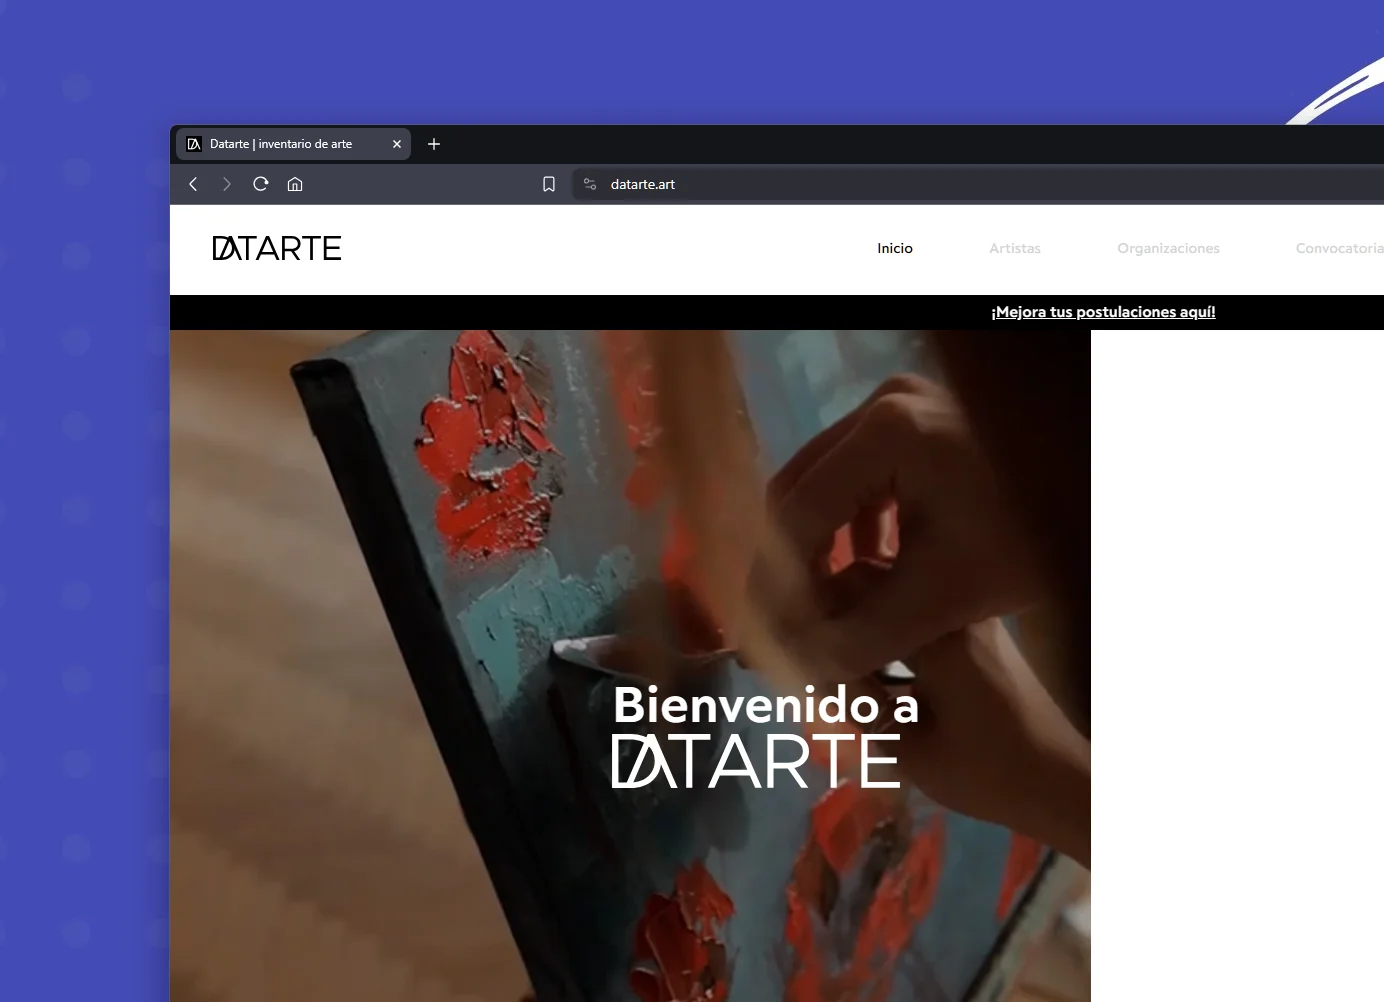 Datarte | inventario de arte
datarte.art
DATARTE
Inicio
Artistas
Organizaciones
Convocatoria
¡Mejora tus postulaciones aquí!
Bienvenido a
DATARTE